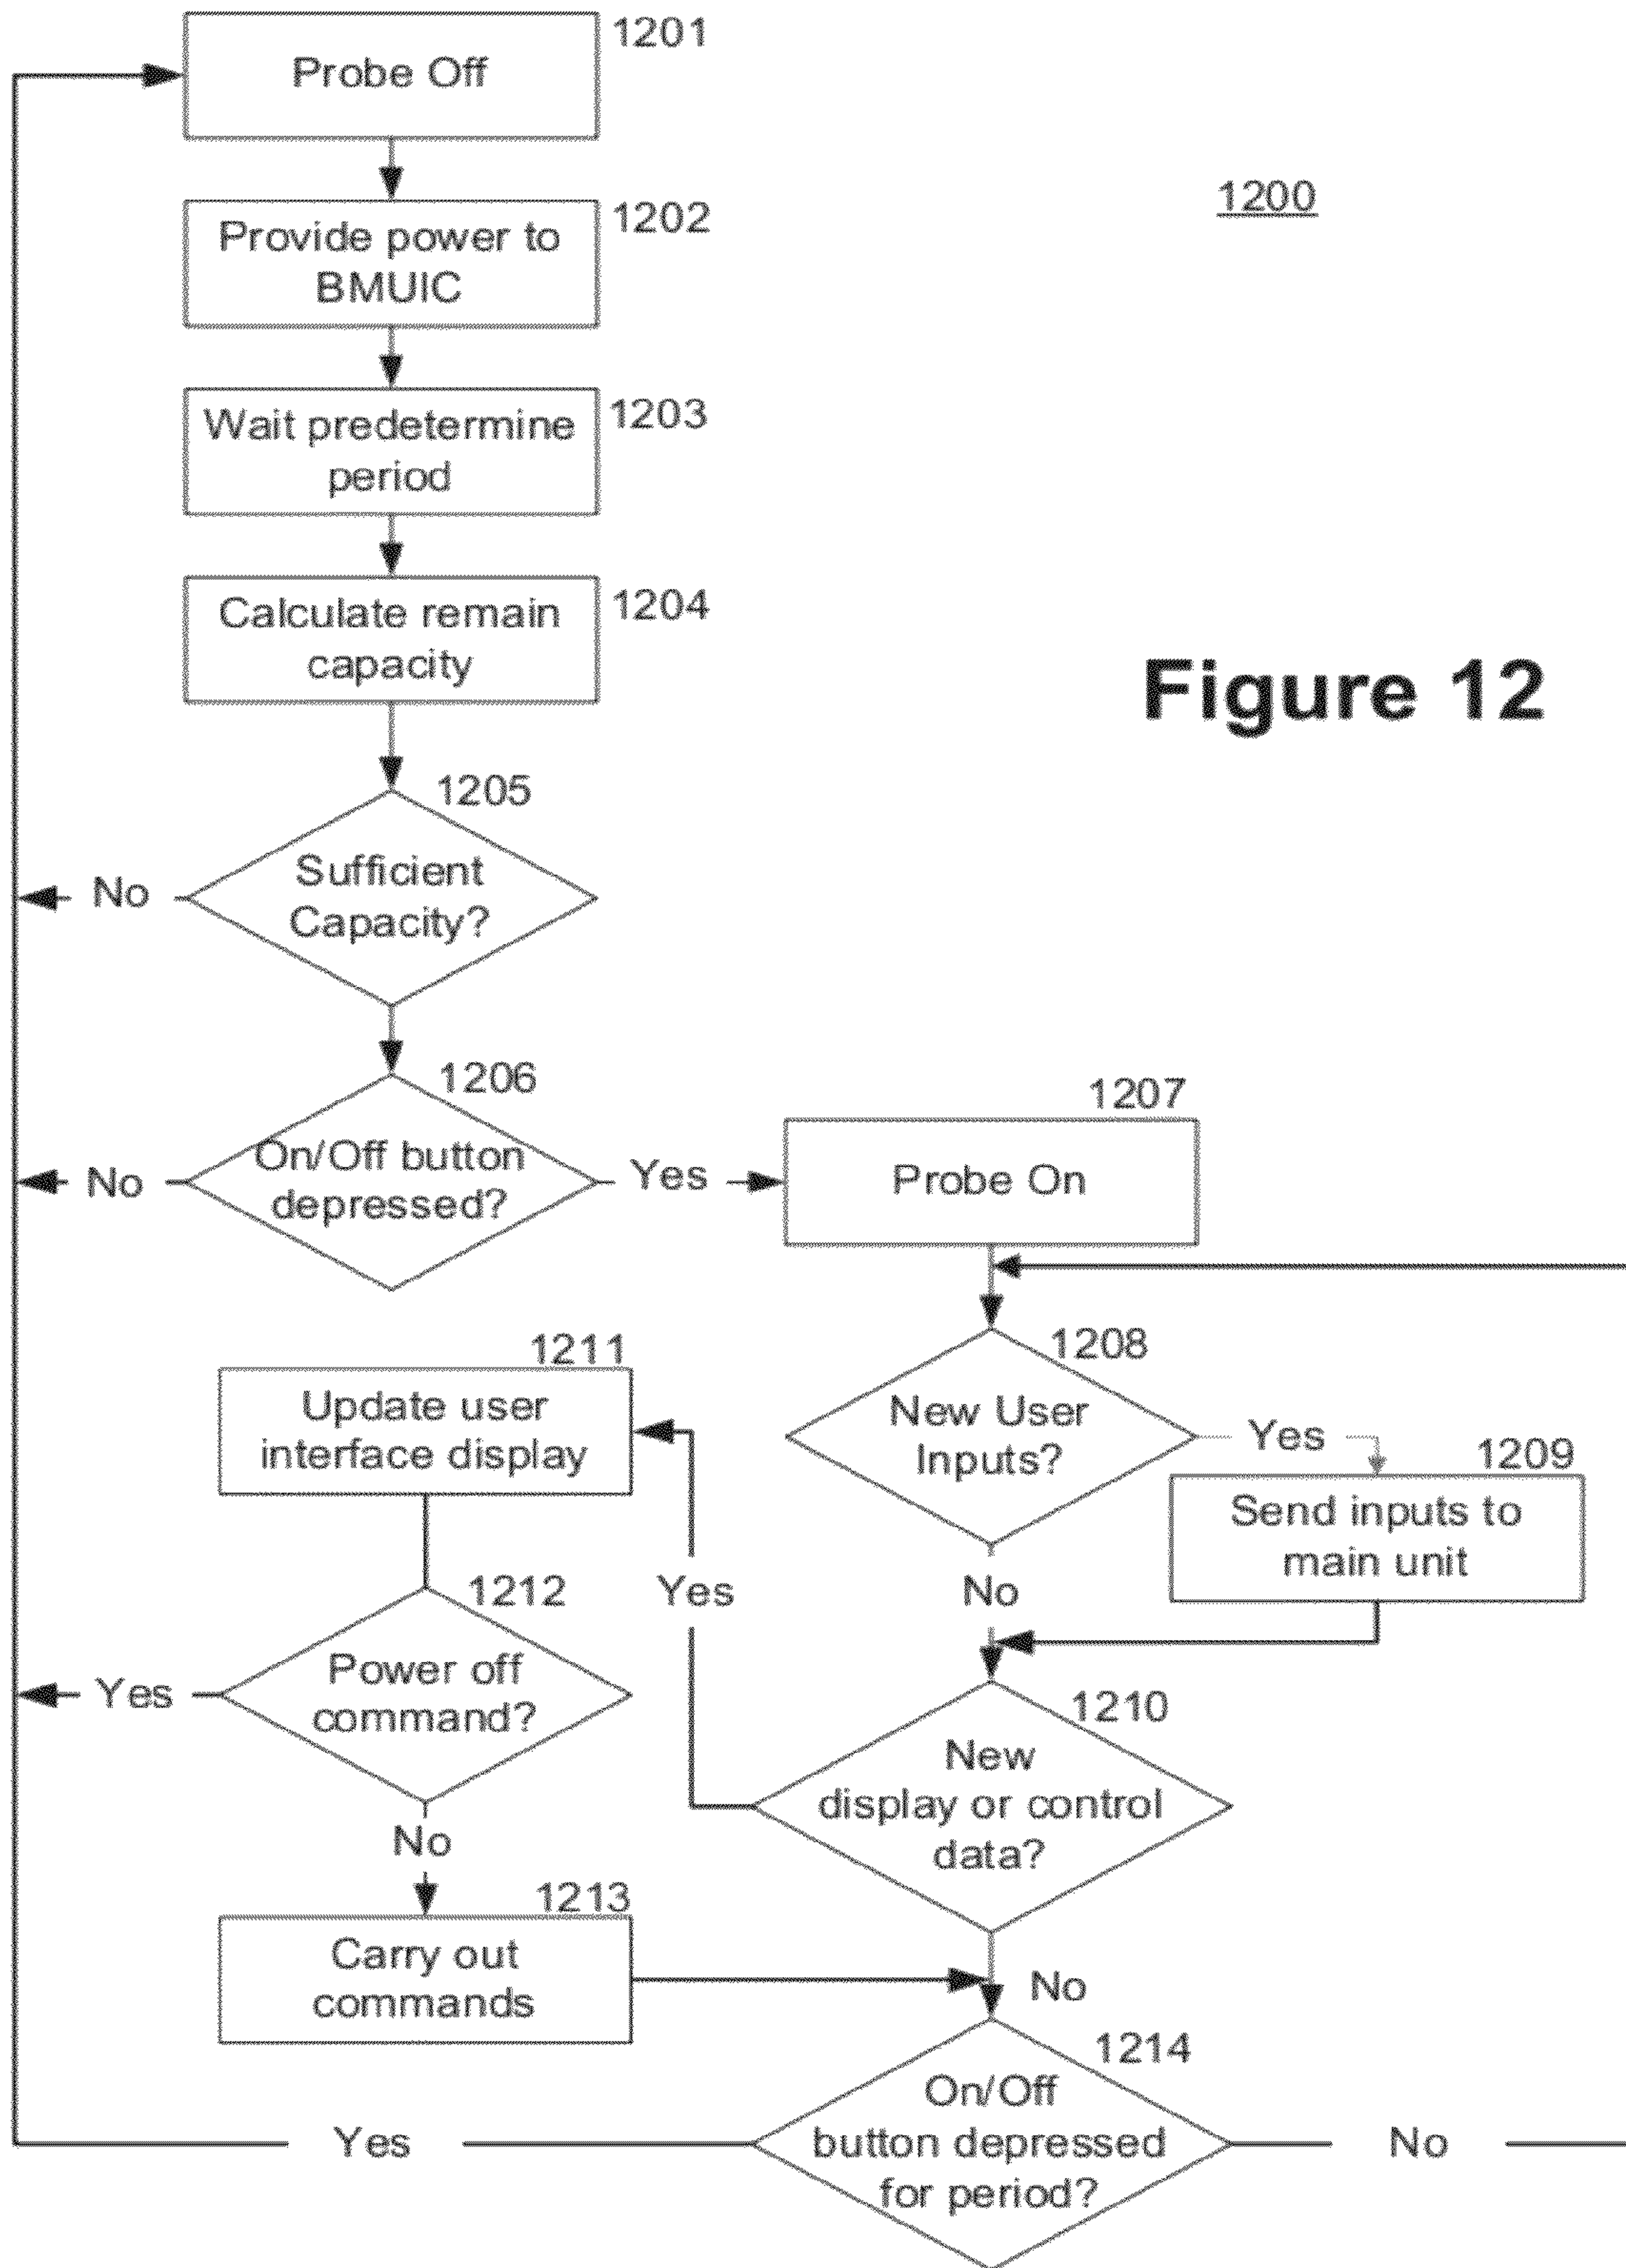 1201
Probe Off
1200
1202
Provide power to
BMUIC
1203
Wait predetermine
period
1204
Calculate remain
capacity
Figure 12
1205
Sufficient
Capacity?
No
1206
On/Off button
depressed?
No
Yes
1207
Probe On
1208
New User
Inputs?
Yes
1209
Send inputs to
main unit
No
1210
New
display or control
data?
Yes
1211
Update user
interface display
1212
Power off
command?
Yes
No
1213
Carry out
commands
No
1214
On/Off
button depressed
for period?
Yes
No